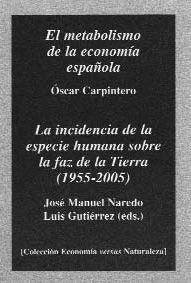 El metabolismo
de la economía
española
Óscar Carpintero
La incidencia de la
especie humana sobre
la faz de la Tierra
(1955-2005)
José Manuel Naredo
Luis Gutiérrez (eds.)
[Colección Economía versus Naturaleza]